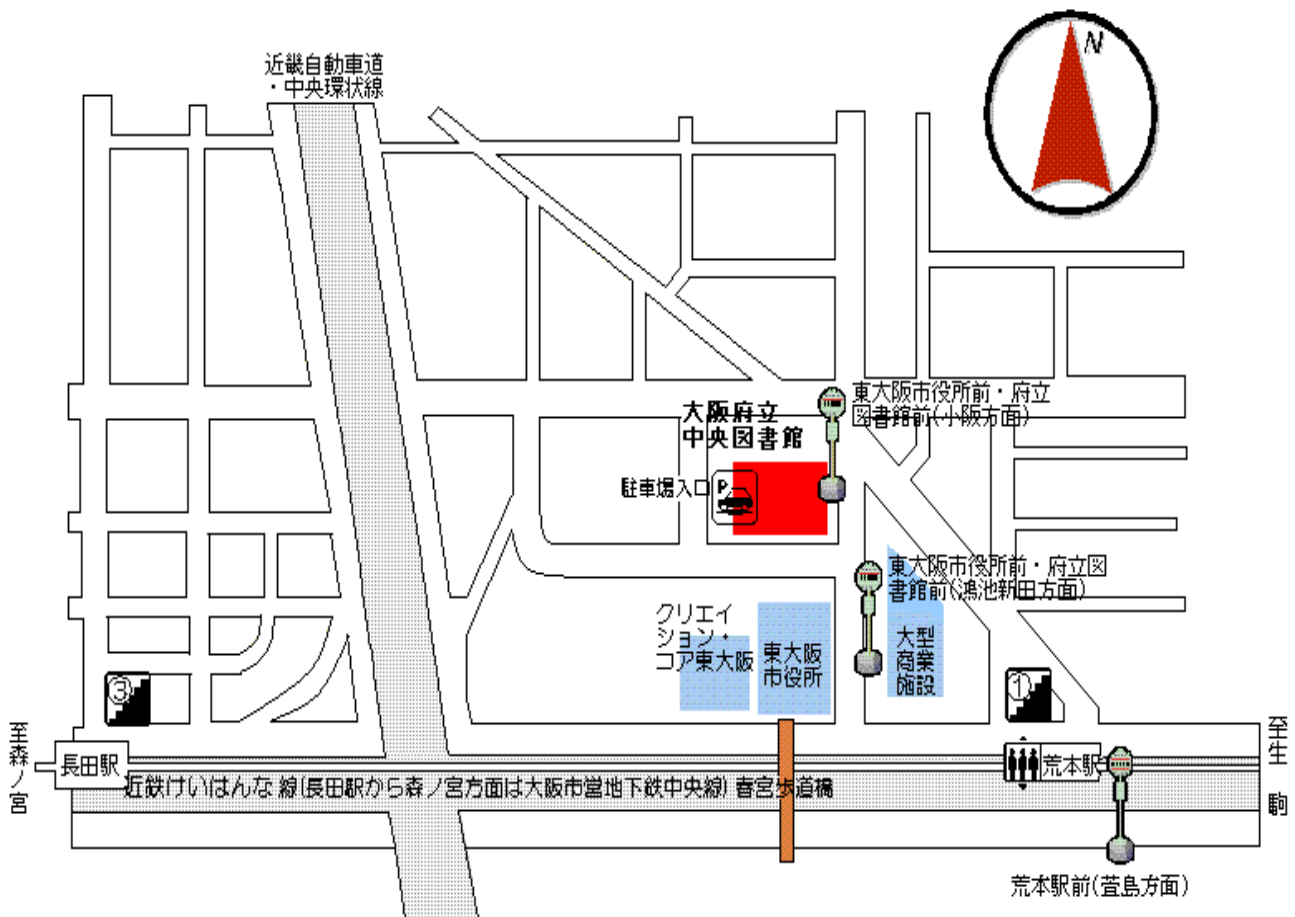 近畿自動車道
・中央環状線
N
東大阪市役所前・府立
図書館前(小阪方面)
大阪府立
中央図書館
駐車場入口
P
東大阪市役所前・府立図
書館前(鴻池新田方面)
クリエイ
ション・
コア東大阪
東大阪
市役所
大型
商業
施設
③
①
至森ノ宮
長田駅
荒本駅
至生駒
近鉄けいはんな線(長田駅から森ノ宮方面は大阪市営地下鉄中央線)
春宮歩道橋
荒本駅前(萱島方面)